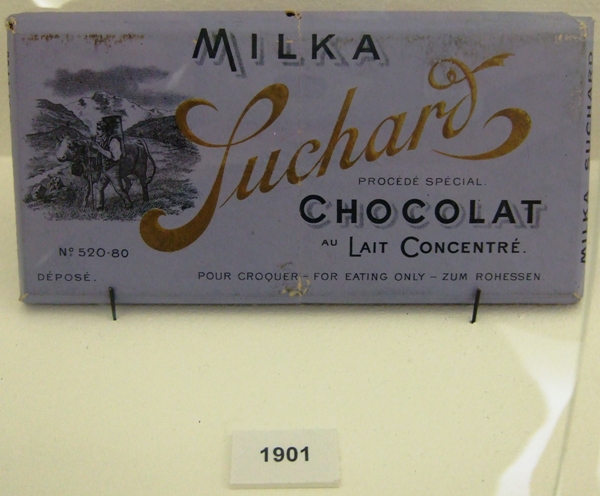 MILKA
Suchard
PROCÉDÉ SPÉCIAL.
CHOCOLAT
AU LAIT CONCENTRÉ.
Nº 520-80
DÉPOSÉ.
POUR CROQUER – FOR EATING ONLY – ZUM ROHESSEN
MILKA SUCHARD
1901